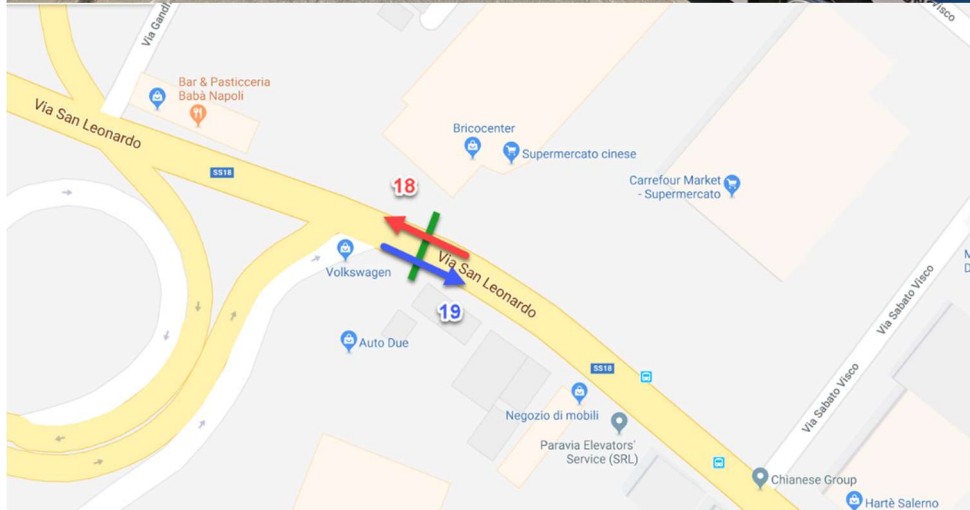 Visco
Via Gandhi
Bar & Pasticceria
Babà Napoli
Via San Leonardo
Bricocenter
Supermercato cinese
SS18
Carrefour Market
- Supermercato
18
Via San Leonardo
Volkswagen
19
Via Sabato Visco
Auto Due
SS18
Negozio di mobili
Via Sabato Visco
Paravia Elevators'
Service (SRL)
Chianese Group
Hartè Salerno